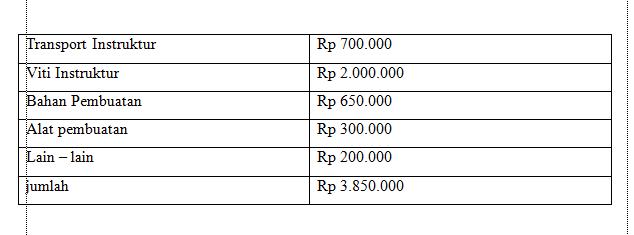 Transport Instruktur Rp 700.000
Viti Instruktur Rp 2.000.000
Bahan Pembuatan Rp 650.000
Alat pembuatan Rp 300.000
Lain – lain Rp 200.000
jumlah Rp 3.850.000